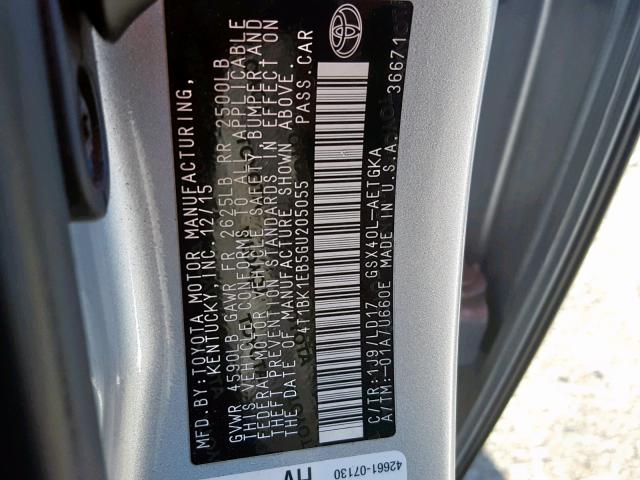 MFD.BY:TOYOTA MOTOR MANUFACTURING,
KENTUCKY, INC. 12/15
GVWR 4590LB GAWR FR 2625LB RR 2500LB
THIS VEHICLE CONFORMS TO ALL APPLICABLE
FEDERAL MOTOR VEHICLE SAFETY, BUMPER AND
THEFT PREVENTION STANDARDS IN EFFECT ON
THE DATE OF MANUFACTURE SHOWN ABOVE.
4T1BK1EB5GU205055 PASS.CAR
C/TR:1J9/LD17 GSX40L-AETGKA
A/TM:-01A/U660E MADE IN U.S.A. 36671
42661-07130
HV